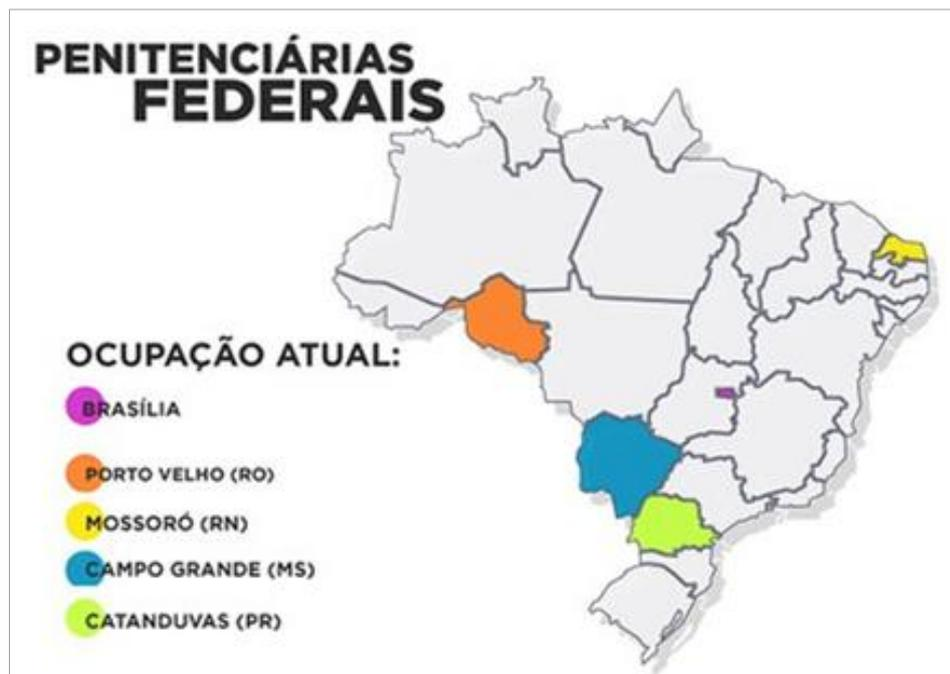 PENITENCIÁRIAS
FEDERAIS
OCUPAÇÃO ATUAL:
BRASÍLIA
PORTO VELHO (RO)
MOSSORÓ (RN)
CAMPO GRANDE (MS)
CATANDUVAS (PR)